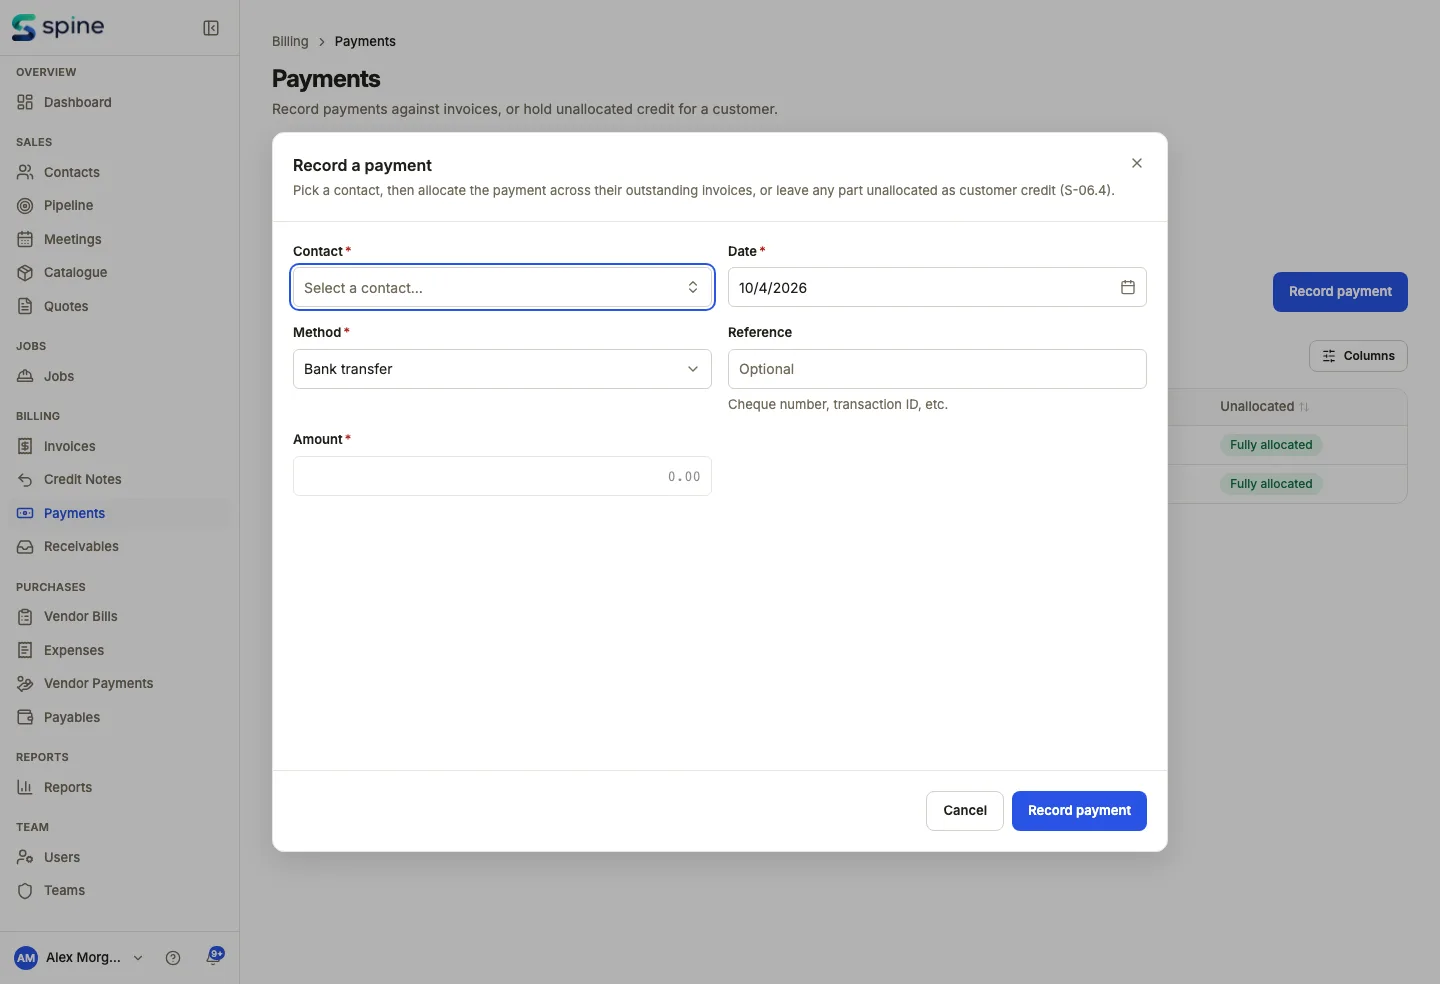 spine
OVERVIEW
Dashboard
SALES
Contacts
Pipeline
Meetings
Catalogue
Quotes
JOBS
Jobs
BILLING
Invoices
Credit Notes
Payments
Receivables
PURCHASES
Vendor Bills
Expenses
Vendor Payments
Payables
REPORTS
Reports
TEAM
Users
Teams
AM Alex Morg... 9+
Billing > Payments
Payments
Record payments against invoices, or hold unallocated credit for a customer.
Record payment
Columns
Unallocated
Fully allocated
Fully allocated
Record a payment
Pick a contact, then allocate the payment across their outstanding invoices, or leave any part unallocated as customer credit (S-06.4).
Contact * Date *
Select a contact... 10/4/2026
Method * Reference
Bank transfer Optional
Cheque number, transaction ID, etc.
Amount *
0.00
Cancel Record payment